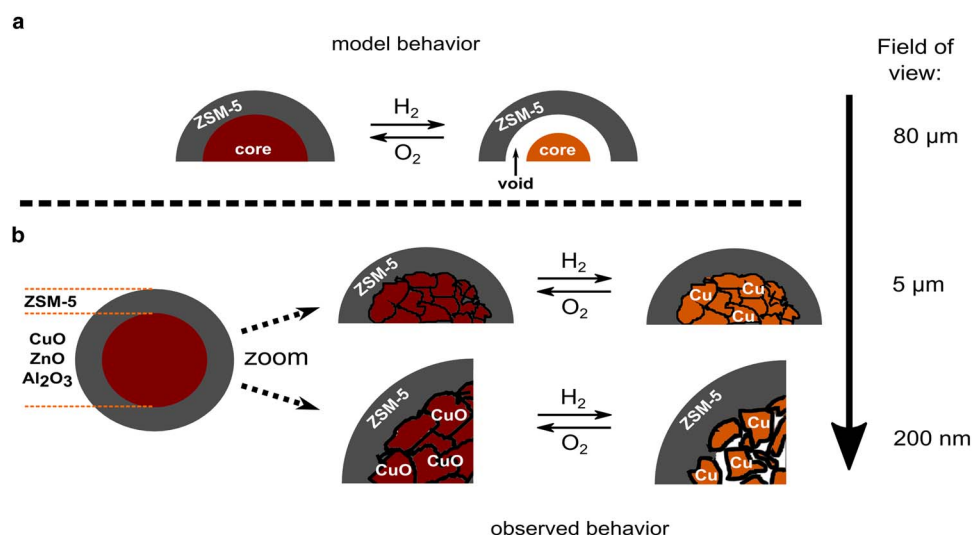 a
model behavior
Field of
view:
ZSM-5
core
H₂
O₂
ZSM-5
core
void
80 µm
b
ZSM-5
CuO
ZnO
Al₂O₃
zoom
ZSM-5
H₂
O₂
ZSM-5
Cu
Cu
Cu
5 µm
ZSM-5
CuO
CuO
CuO
H₂
O₂
ZSM-5
Cu
Cu
Cu
200 nm
observed behavior